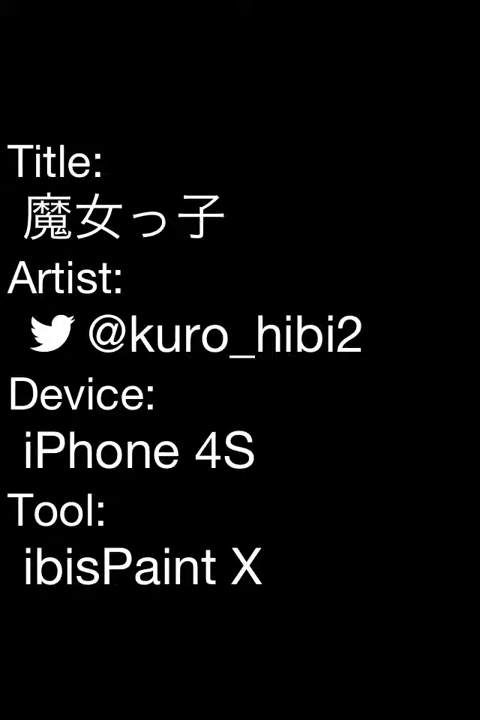 Title:
魔女っ子
Artist:
@kuro_hibi2
Device:
iPhone 4S
Tool:
ibisPaint X